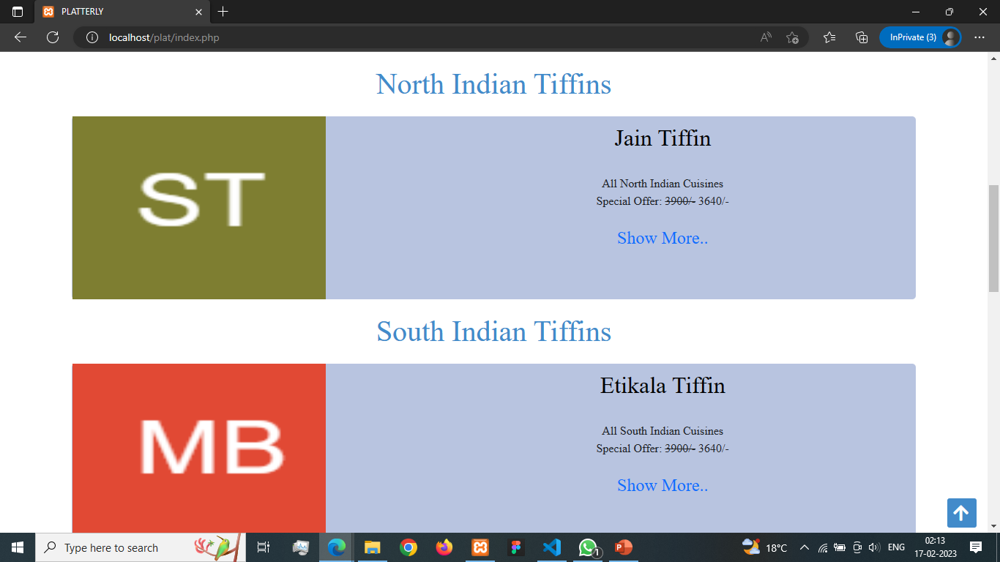 PLATTERLY
localhost/plat/index.php
InPrivate (3)
North Indian Tiffins
ST
Jain Tiffin
All North Indian Cuisines
Special Offer: 3900/- 3640/-
Show More..
South Indian Tiffins
MB
Etikala Tiffin
All South Indian Cuisines
Special Offer: 3900/- 3640/-
Show More..
Type here to search
1
18°C
ENG
02:13
17-02-2023